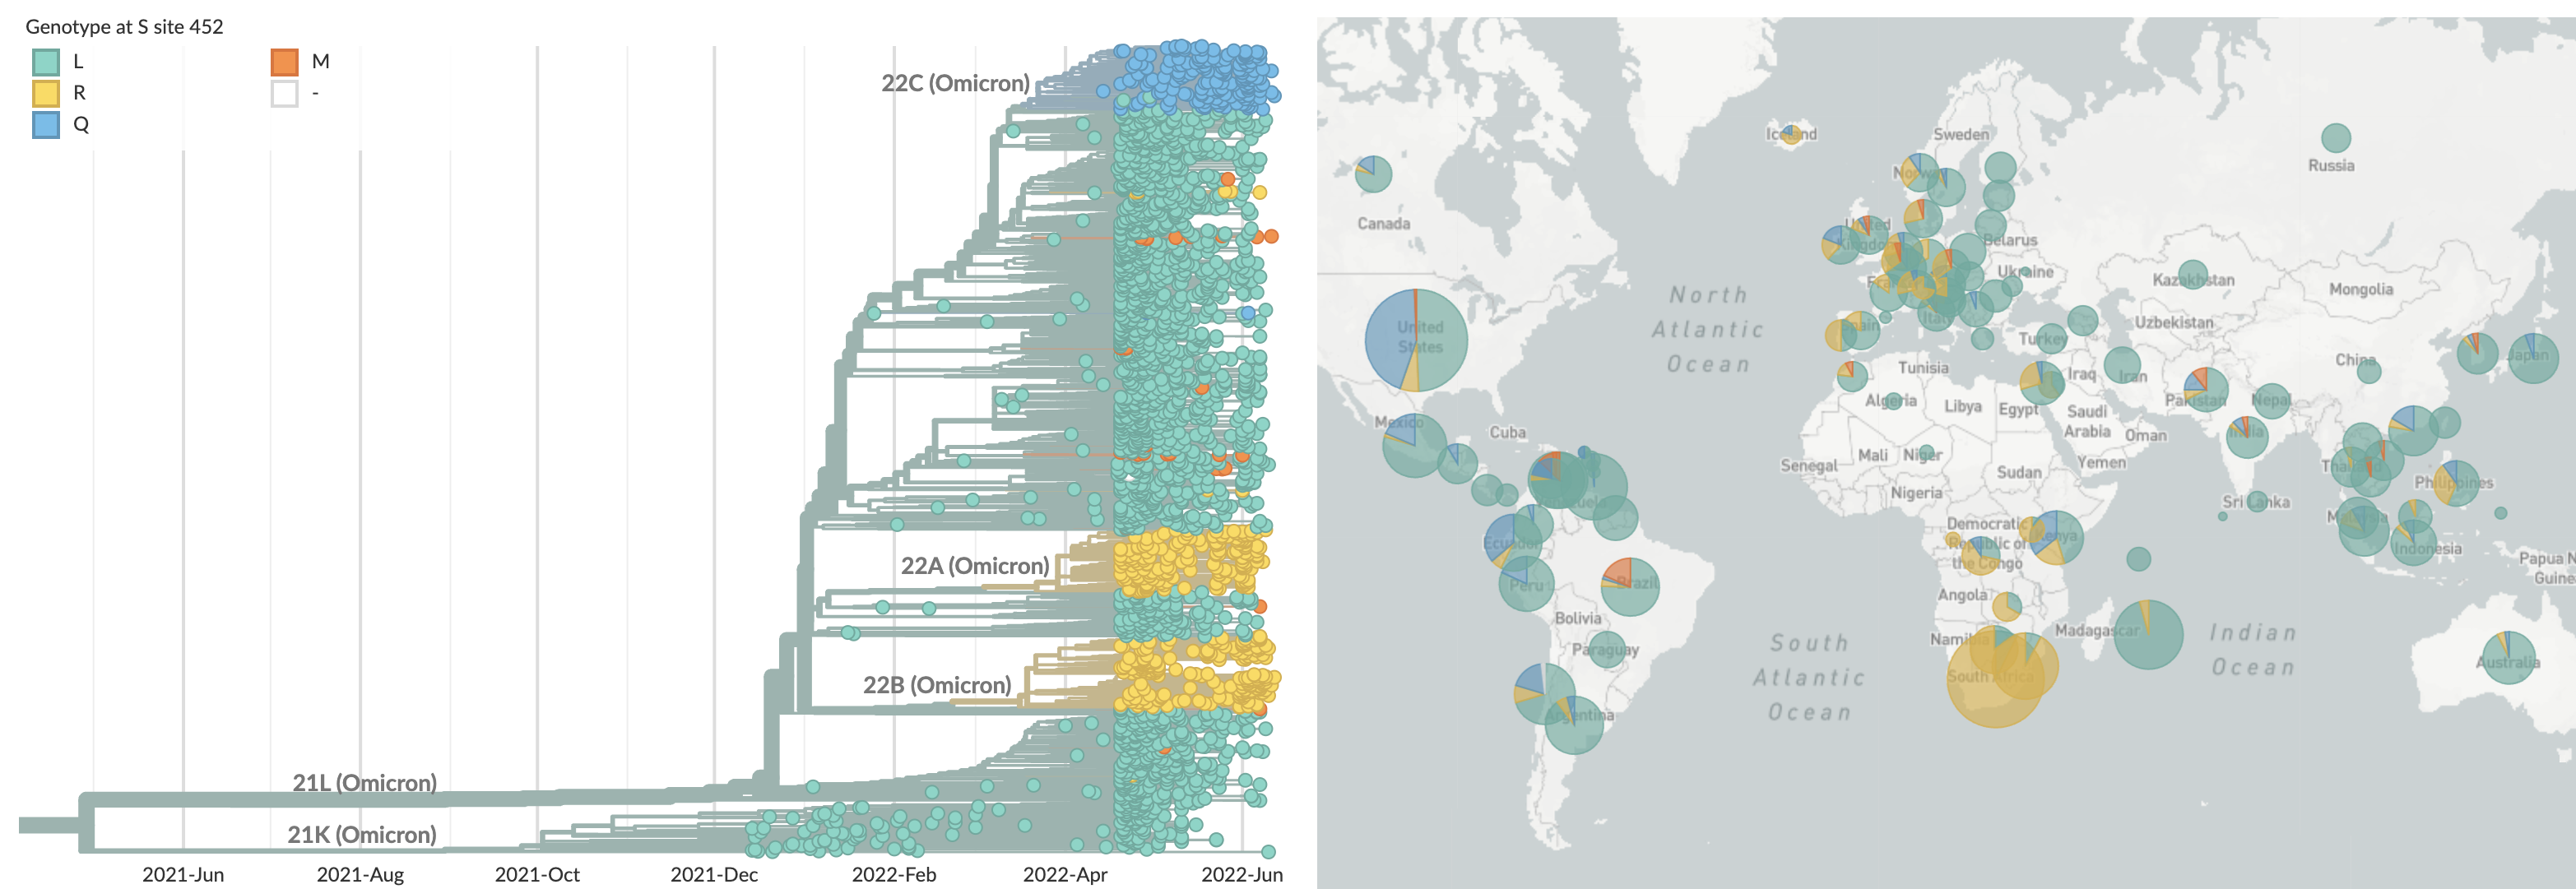 Genotype at S site 452
L
R
Q
M
-
22C (Omicron)
22A (Omicron)
22B (Omicron)
21L (Omicron)
21K (Omicron)
2021-Jun
2021-Aug
2021-Oct
2021-Dec
2022-Feb
2022-Apr
2022-Jun
Iceland
Sweden
Norway
Russia
Canada
United
Kingdom
Belarus
Ukraine
Kazakhstan
Mongolia
North
Atlantic
Ocean
United
States
Italy
Spain
Uzbekistan
Turkey
China
Japan
Tunisia
Iraq
Iran
Algeria
Libya
Egypt
Saudi
Arabia
Oman
Pakistan
Nepal
India
Mexico
Cuba
Senegal
Mali
Niger
Sudan
Yemen
Nigeria
Thailand
Philippines
Sri Lanka
Venezuela
Ecuador
Democratic
Republic of
the Congo
Kenya
Malaysia
Indonesia
Papua N
Guine
Peru
Brazil
Angola
Bolivia
Namibia
Madagascar
Paraguay
South
Atlantic
Ocean
Indian
Ocean
South Africa
Australia
Argentina